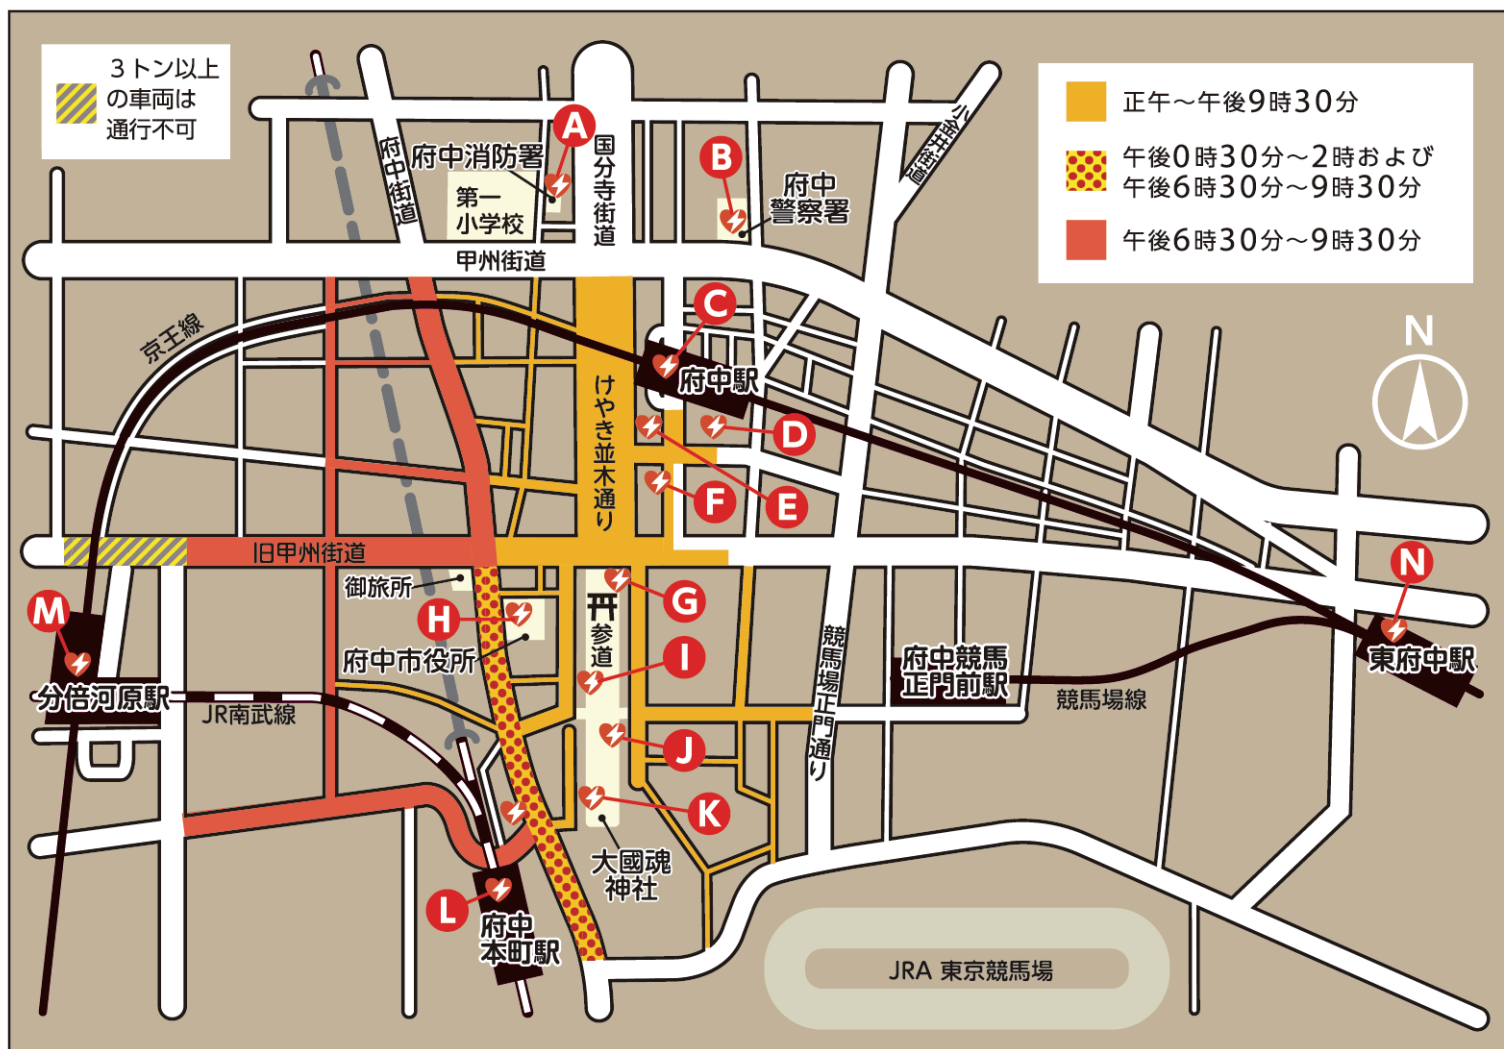 3トン以上
の車両は
通行不可
正午～午後9時30分
午後0時30分～2時および
午後6時30分～9時30分
午後6時30分～9時30分
N
A
府中消防署
第一
小学校
府中街道
国分寺街道
B
府中
警察署
小金井街道
甲州街道
京王線
C
府中駅
けやき並木通り
D
E
F
旧甲州街道
御旅所
G
H
府中市役所
参道
I
J
K
大國魂
神社
M
分倍河原駅
JR南武線
L
府中
本町駅
競馬場正門通り
府中競馬
正門前駅
競馬場線
N
東府中駅
JRA 東京競馬場